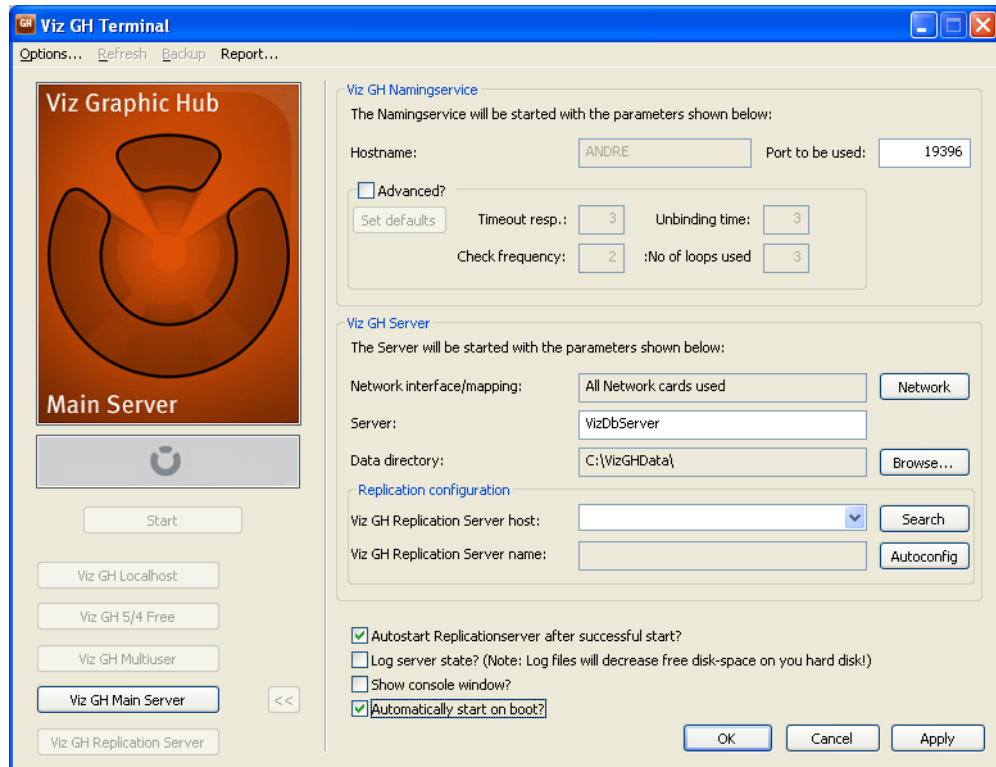 GH Viz GH Terminal
Options... Refresh Backup Report...
Viz Graphic Hub
Main Server
Start
Viz GH Localhost
Viz GH 5/4 Free
Viz GH Multiuser
Viz GH Main Server <<
Viz GH Replication Server
Viz GH Namingservice
The Namingservice will be started with the parameters shown below:
Hostname: ANDRE Port to be used: 19396
Advanced?
Set defaults Timeout resp.: 3 Unbinding time: 3
Check frequency: 2 :No of loops used 3
Viz GH Server
The Server will be started with the parameters shown below:
Network interface/mapping: All Network cards used Network
Server: VizDbServer
Data directory: C:\VizGHData\ Browse...
Replication configuration
Viz GH Replication Server host: Search
Viz GH Replication Server name: Autoconfig
Autostart Replicationserver after successful start?
Log server state? (Note: Log files will decrease free disk-space on you hard disk!)
Show console window?
Automatically start on boot?
OK Cancel Apply